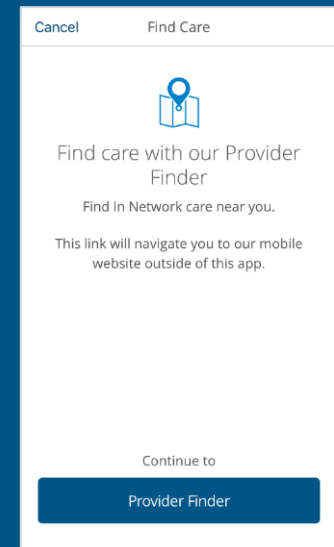 Cancel Find Care
Find care with our Provider
Finder
Find In Network care near you.
This link will navigate you to our mobile
website outside of this app.
Continue to
Provider Finder